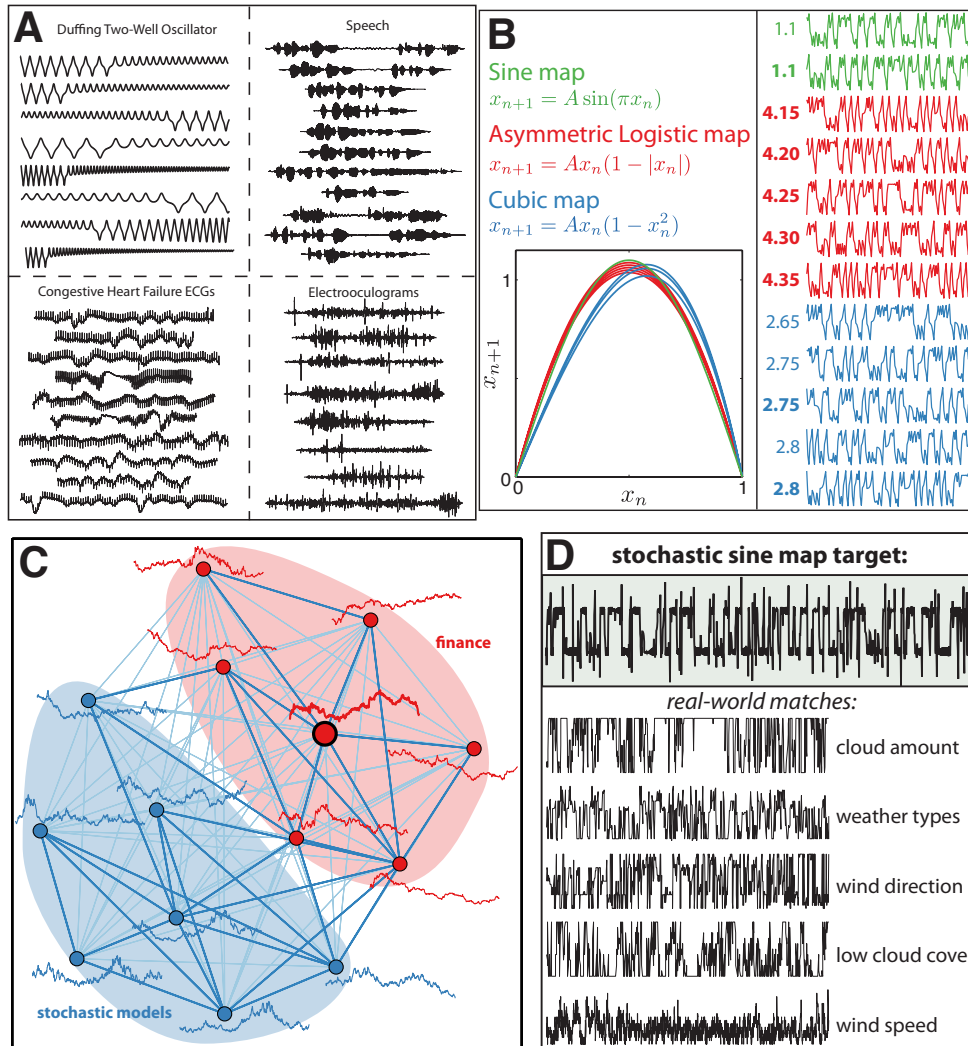 A
Duffing Two-Well Oscillator
Speech
Congestive Heart Failure ECGs
Electrooculograms
B
Sine map
x_{n+1} = A sin(πx_n)
Asymmetric Logistic map
x_{n+1} = Ax_n(1 − |x_n|)
Cubic map
x_{n+1} = Ax_n(1 − x_n^2)
1
x_{n+1}
0
0
x_n
1
1.1
1.1
4.15
4.20
4.25
4.30
4.35
2.65
2.75
2.75
2.8
2.8
C
finance
stochastic models
D
stochastic sine map target:
real-world matches:
cloud amount
weather types
wind direction
low cloud cove
wind speed